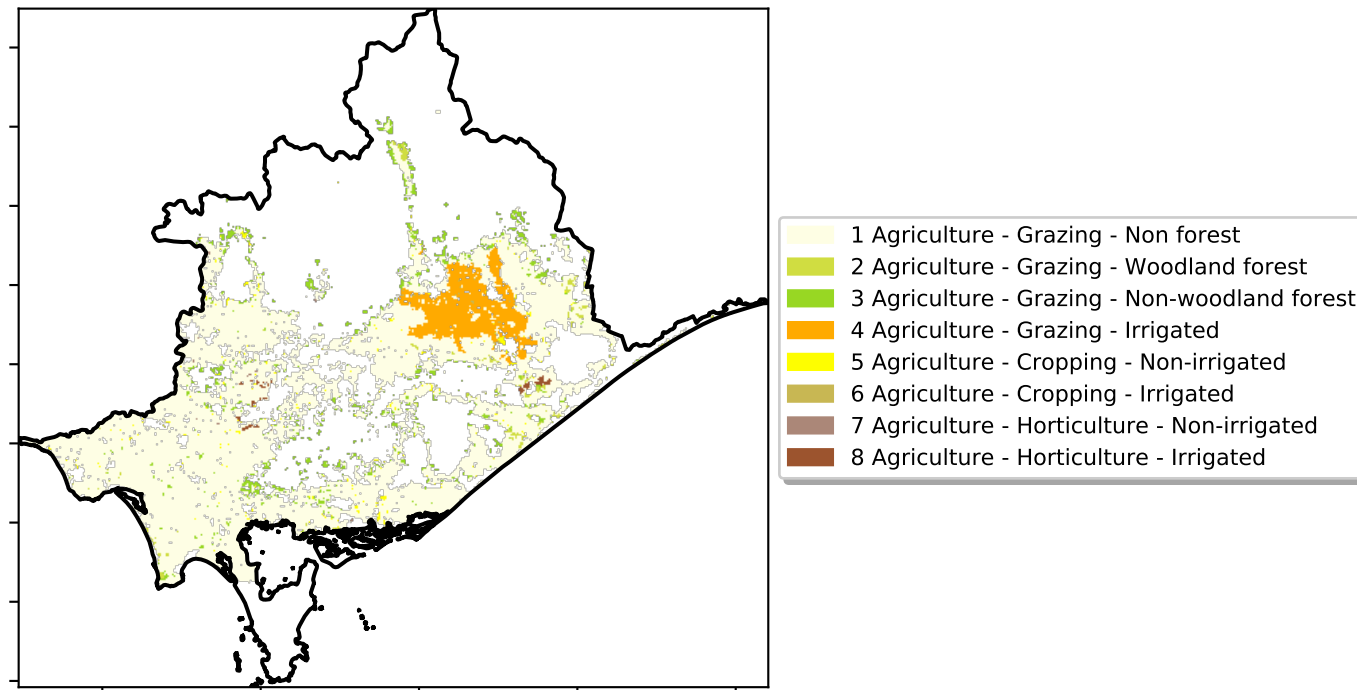 1 Agriculture - Grazing - Non forest
2 Agriculture - Grazing - Woodland forest
3 Agriculture - Grazing - Non-woodland forest
4 Agriculture - Grazing - Irrigated
5 Agriculture - Cropping - Non-irrigated
6 Agriculture - Cropping - Irrigated
7 Agriculture - Horticulture - Non-irrigated
8 Agriculture - Horticulture - Irrigated